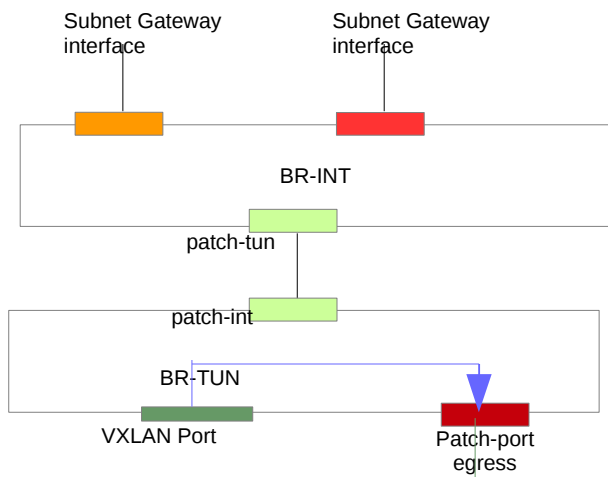 Subnet Gateway
interface
Subnet Gateway
interface
BR-INT
patch-tun
patch-int
BR-TUN
VXLAN Port
Patch-port
egress